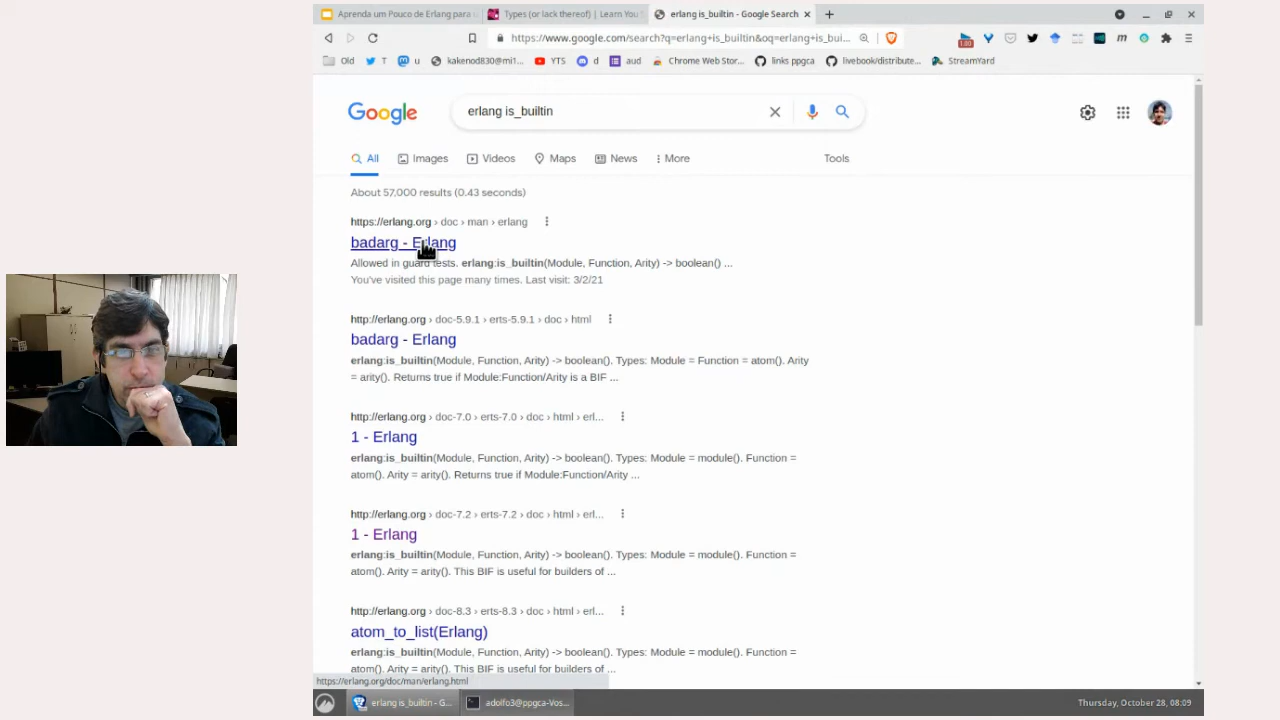 Aprenda um Pouco de Erlang para
Types (or lack thereof) | Learn You S
erlang is_builtin - Google Search
https://www.google.com/search?q=erlang+is_builtin&oq=erlang+is_bui...
1.80
m
Old
T
u
kakenod830@mi1...
YTS
d
aud
Chrome Web Stor...
links ppgca
livebook/distribute...
StreamYard
Google
erlang is_builtin
All
Images
Videos
Maps
News
More
Tools
About 57,000 results (0.43 seconds)
https://erlang.org › doc › man › erlang
badarg - Erlang
Allowed in guard tests. erlang:is_builtin(Module, Function, Arity) -> boolean() ...
You've visited this page many times. Last visit: 3/2/21
http://erlang.org › doc-5.9.1 › erts-5.9.1 › doc › html
badarg - Erlang
erlang:is_builtin(Module, Function, Arity) -> boolean(). Types: Module = Function = atom(). Arity
= arity(). Returns true if Module:Function/Arity is a BIF ...
http://erlang.org › doc-7.0 › erts-7.0 › doc › html › erl...
1 - Erlang
erlang:is_builtin(Module, Function, Arity) -> boolean(). Types: Module = module(). Function =
atom(). Arity = arity(). Returns true if Module:Function/Arity ...
http://erlang.org › doc-7.2 › erts-7.2 › doc › html › erl...
1 - Erlang
erlang:is_builtin(Module, Function, Arity) -> boolean(). Types: Module = module(). Function =
atom(). Arity = arity(). This BIF is useful for builders of ...
http://erlang.org › doc-8.3 › erts-8.3 › doc › html › erl...
atom_to_list(Erlang)
erlang:is_builtin(Module, Function, Arity) -> boolean(). Types: Module = module(). Function =
atom(). Arity = arity(). This BIF is useful for builders of ...
https://erlang.org/doc/man/erlang.html
erlang is_builtin - G...
adolfo3@ppgca-Vos...
Thursday, October 28, 08:09